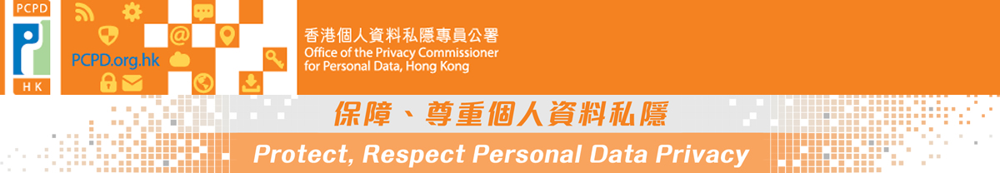 PCPD
HK
PCPD.org.hk
@
香港個人資料私隱專員公署
Office of the Privacy Commissioner
for Personal Data, Hong Kong
保障、尊重個人資料私隱
Protect, Respect Personal Data Privacy